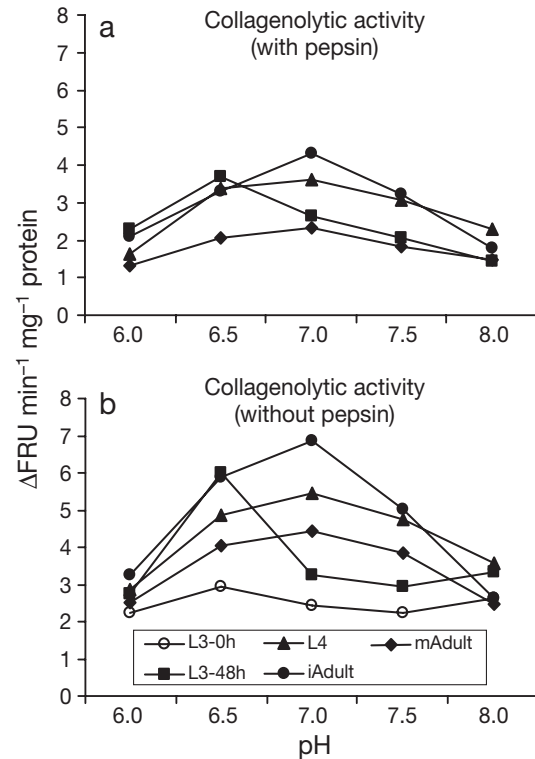 a
Collagenolytic activity
(with pepsin)
8
7
6
5
4
3
2
1
0
6.0 6.5 7.0 7.5 8.0
ΔFRU min⁻¹ mg⁻¹ protein
b
Collagenolytic activity
(without pepsin)
8
7
6
5
4
3
2
1
0
L3-0h L4 mAdult
L3-48h iAdult
6.0 6.5 7.0 7.5 8.0
pH